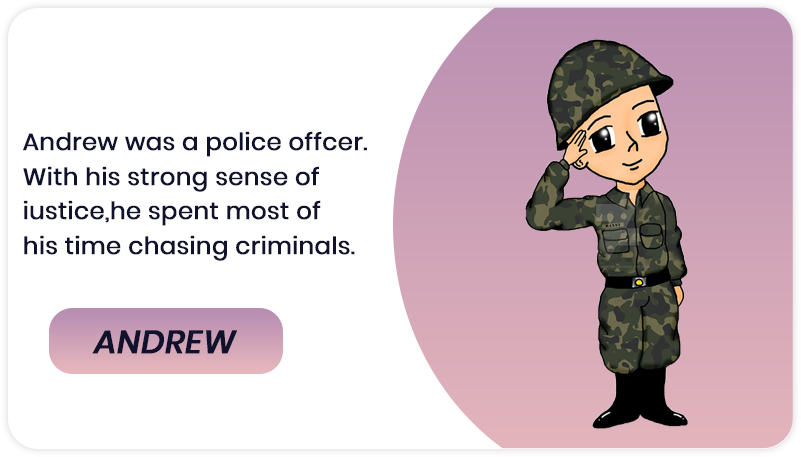 Andrew was a police offcer.
With his strong sense of
iustice,he spent most of
his time chasing criminals.
ANDREW